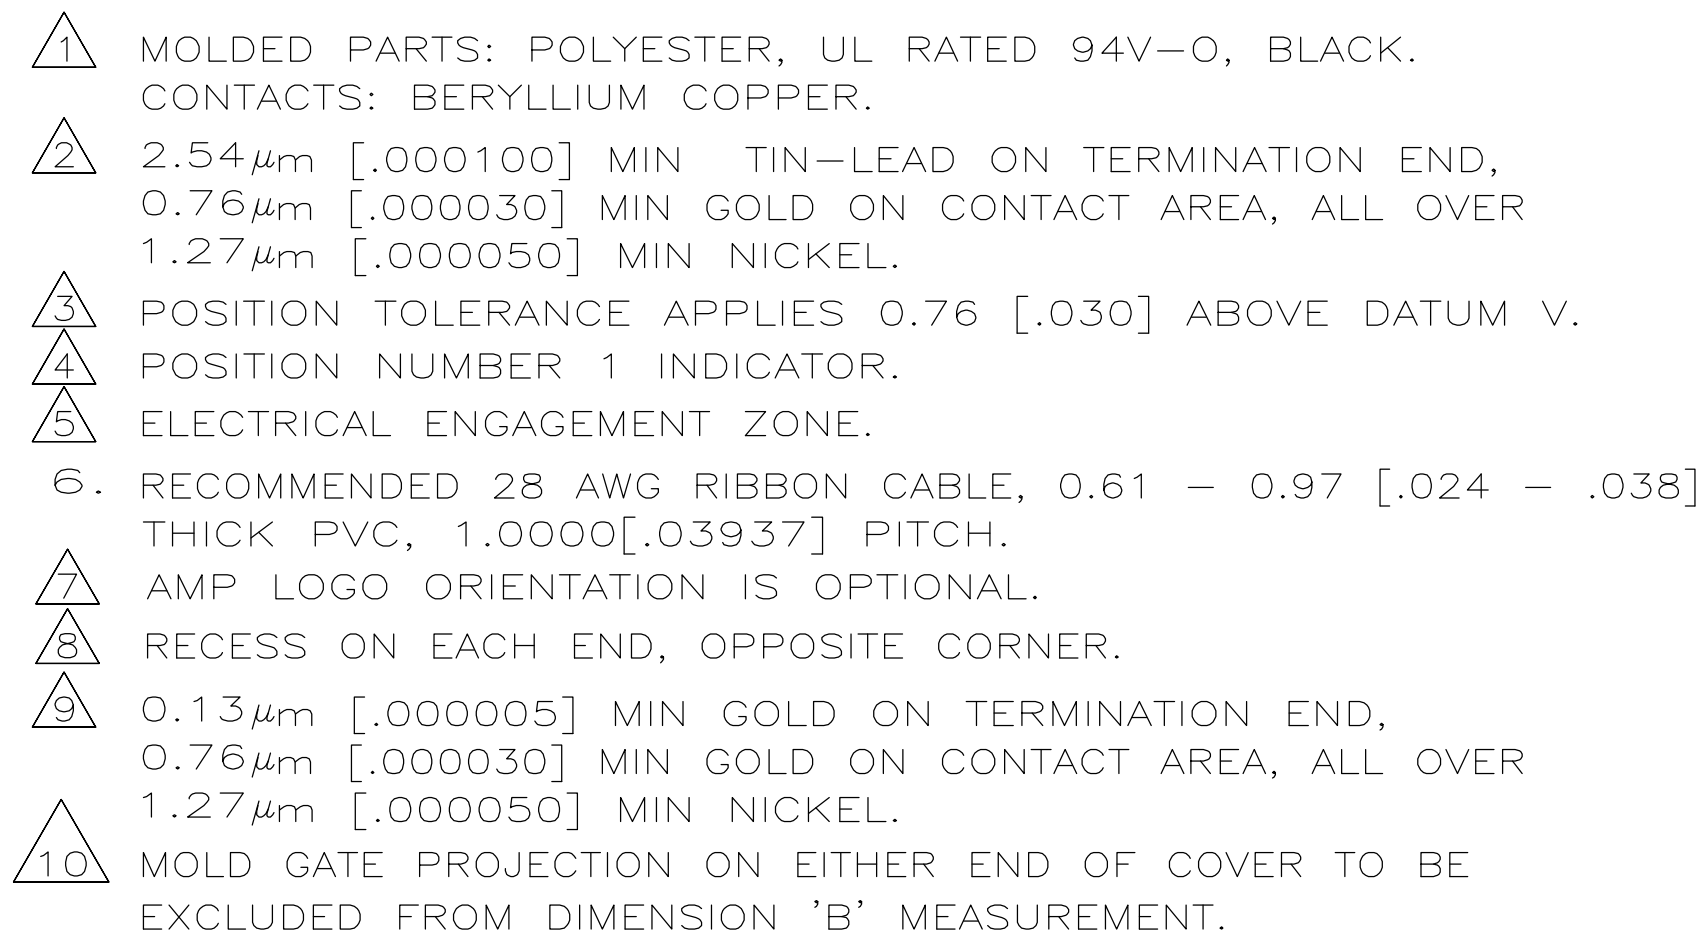 1 MOLDED PARTS: POLYESTER, UL RATED 94V-0, BLACK.
CONTACTS: BERYLLIUM COPPER.
2 2.54μm [.000100] MIN TIN-LEAD ON TERMINATION END,
0.76μm [.000030] MIN GOLD ON CONTACT AREA, ALL OVER
1.27μm [.000050] MIN NICKEL.
3 POSITION TOLERANCE APPLIES 0.76 [.030] ABOVE DATUM V.
4 POSITION NUMBER 1 INDICATOR.
5 ELECTRICAL ENGAGEMENT ZONE.
6. RECOMMENDED 28 AWG RIBBON CABLE, 0.61 - 0.97 [.024 - .038]
THICK PVC, 1.0000[.03937] PITCH.
7 AMP LOGO ORIENTATION IS OPTIONAL.
8 RECESS ON EACH END, OPPOSITE CORNER.
9 0.13μm [.000005] MIN GOLD ON TERMINATION END,
0.76μm [.000030] MIN GOLD ON CONTACT AREA, ALL OVER
1.27μm [.000050] MIN NICKEL.
10 MOLD GATE PROJECTION ON EITHER END OF COVER TO BE
EXCLUDED FROM DIMENSION 'B' MEASUREMENT.